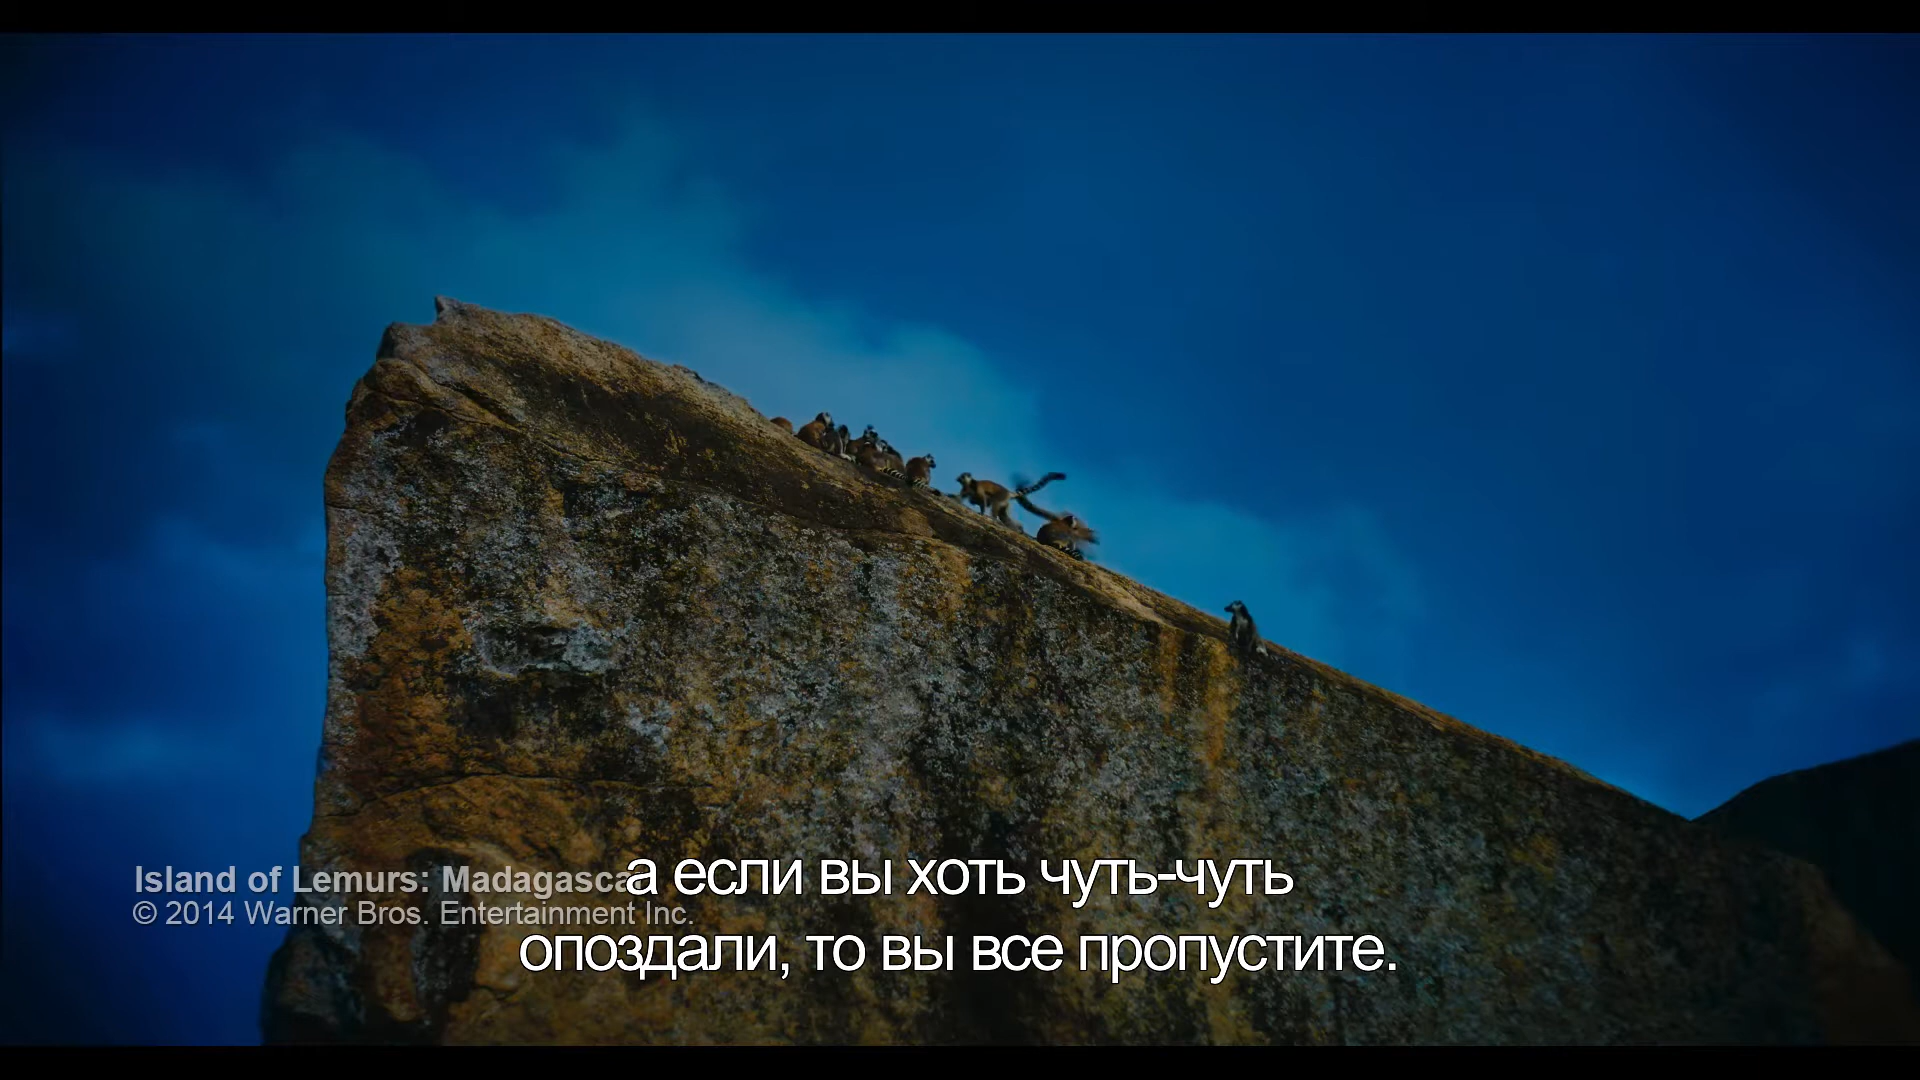 Island of Lemurs: Madagasca
© 2014 Warner Bros. Entertainment Inc.
а если вы хоть чуть-чуть
опоздали, то вы все пропустите.